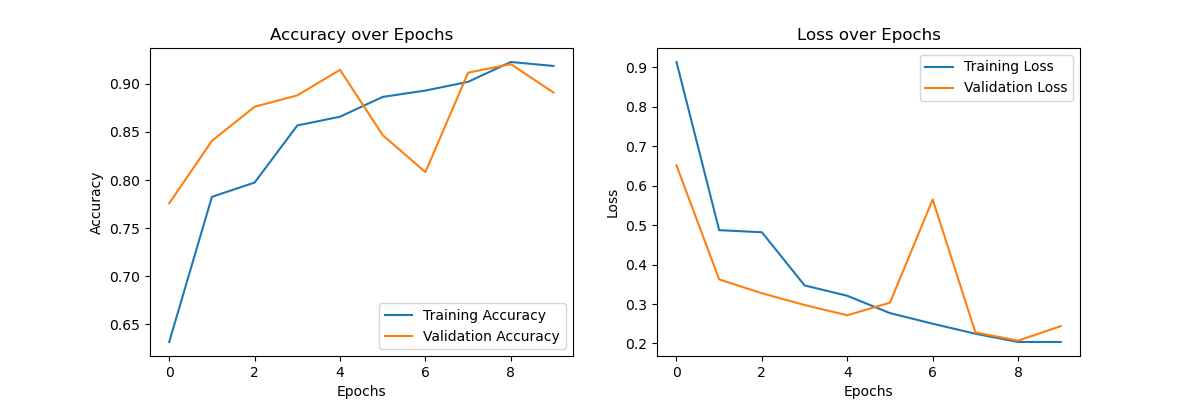 Accuracy over Epochs
Accuracy
0.90
0.85
0.80
0.75
0.70
0.65
Training Accuracy
Validation Accuracy
0 2 4 6 8
Epochs
Loss over Epochs
Loss
0.9
0.8
0.7
0.6
0.5
0.4
0.3
0.2
Training Loss
Validation Loss
0 2 4 6 8
Epochs